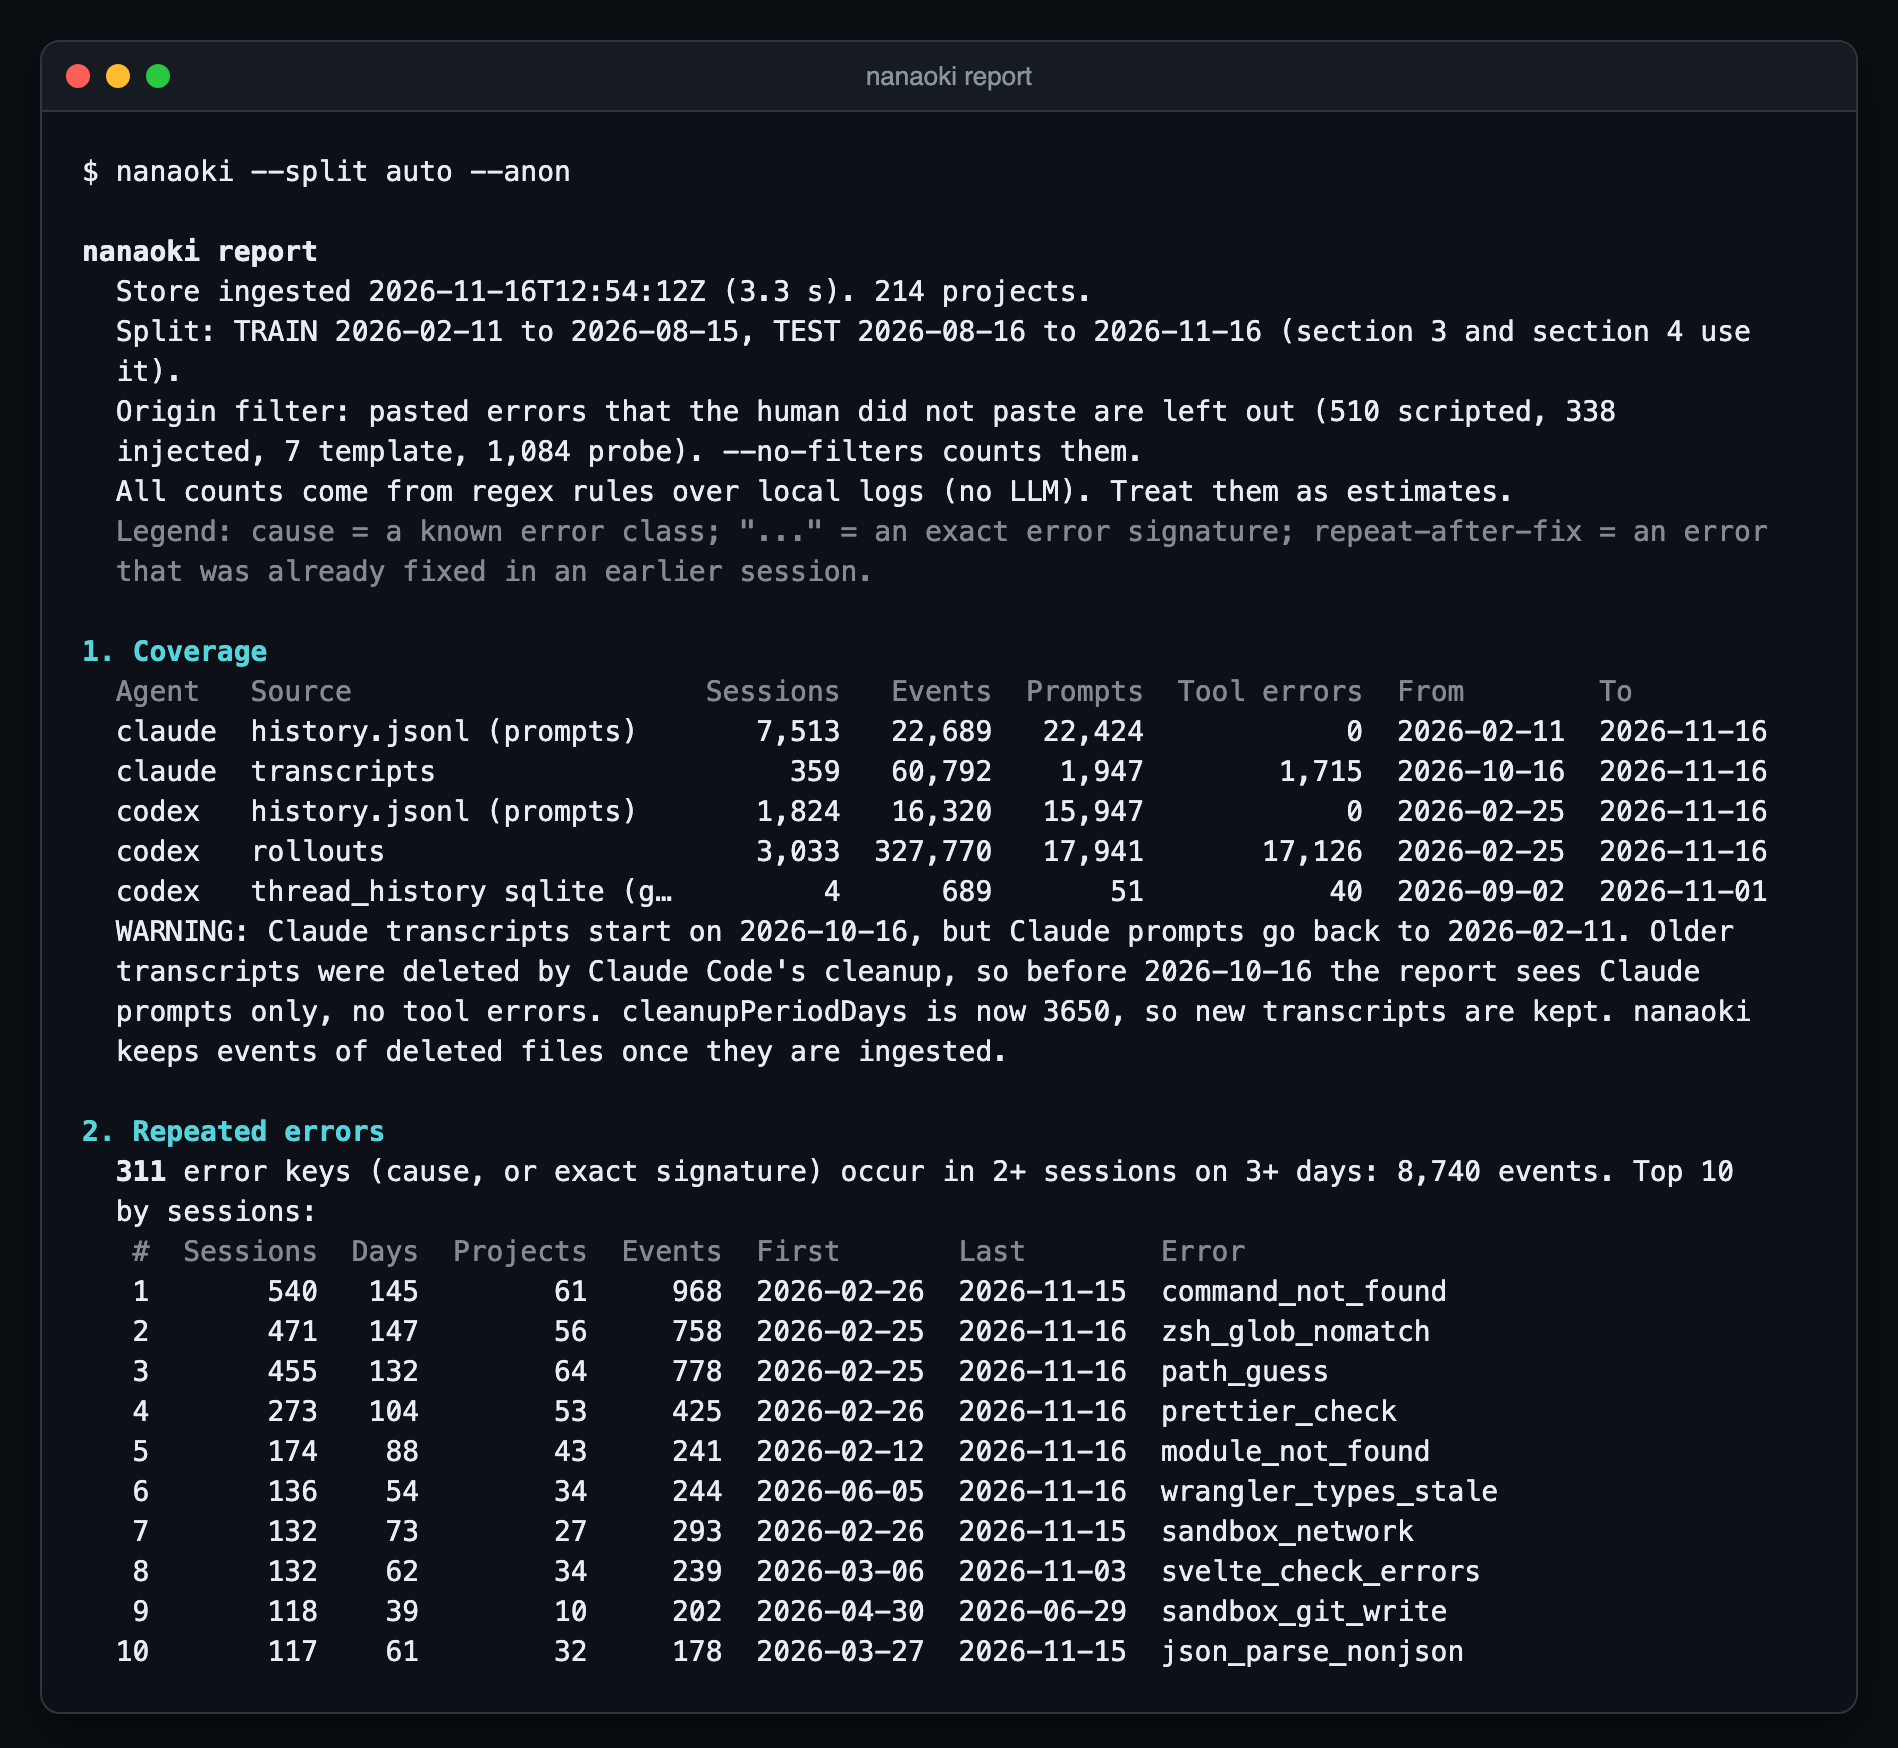 nanaoki report
$ nanaoki --split auto --anon
nanaoki report
Store ingested 2026-11-16T12:54:12Z (3.3 s). 214 projects.
Split: TRAIN 2026-02-11 to 2026-08-15, TEST 2026-08-16 to 2026-11-16 (section 3 and section 4 use
it).
Origin filter: pasted errors that the human did not paste are left out (510 scripted, 338
injected, 7 template, 1,084 probe). --no-filters counts them.
All counts come from regex rules over local logs (no LLM). Treat them as estimates.
Legend: cause = a known error class; "..." = an exact error signature; repeat-after-fix = an error
that was already fixed in an earlier session.
1. Coverage
Agent   Source                     Sessions   Events  Prompts  Tool errors  From        To
claude  history.jsonl (prompts)       7,513   22,689   22,424            0  2026-02-11  2026-11-16
claude  transcripts                     359   60,792    1,947        1,715  2026-10-16  2026-11-16
codex   history.jsonl (prompts)       1,824   16,320   15,947            0  2026-02-25  2026-11-16
codex   rollouts                      3,033  327,770   17,941       17,126  2026-02-25  2026-11-16
codex   thread_history sqlite (g…         4      689       51           40  2026-09-02  2026-11-01
WARNING: Claude transcripts start on 2026-10-16, but Claude prompts go back to 2026-02-11. Older
transcripts were deleted by Claude Code's cleanup, so before 2026-10-16 the report sees Claude
prompts only, no tool errors. cleanupPeriodDays is now 3650, so new transcripts are kept. nanaoki
keeps events of deleted files once they are ingested.
2. Repeated errors
311 error keys (cause, or exact signature) occur in 2+ sessions on 3+ days: 8,740 events. Top 10
by sessions:
#  Sessions  Days  Projects  Events  First       Last        Error
1       540   145        61     968  2026-02-26  2026-11-15  command_not_found
2       471   147        56     758  2026-02-25  2026-11-16  zsh_glob_nomatch
3       455   132        64     778  2026-02-25  2026-11-16  path_guess
4       273   104        53     425  2026-02-26  2026-11-16  prettier_check
5       174    88        43     241  2026-02-12  2026-11-16  module_not_found
6       136    54        34     244  2026-06-05  2026-11-16  wrangler_types_stale
7       132    73        27     293  2026-02-26  2026-11-15  sandbox_network
8       132    62        34     239  2026-03-06  2026-11-03  svelte_check_errors
9       118    39        10     202  2026-04-30  2026-06-29  sandbox_git_write
10       117    61        32     178  2026-03-27  2026-11-15  json_parse_nonjson